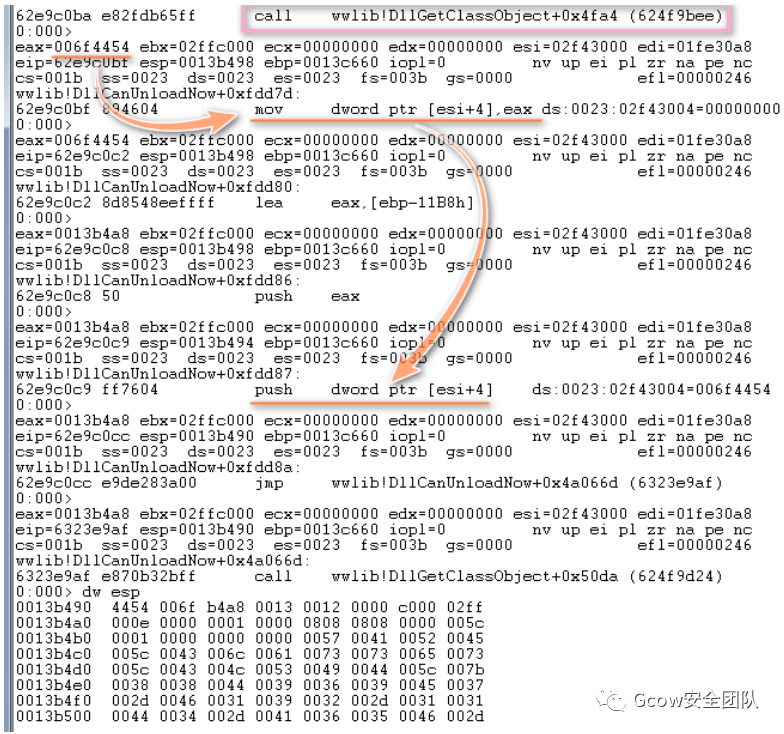 62e9c0ba e82fdb65ff      call    wwlib!DllGetClassObject+0x4fa4 (624f9bee)
0:000>
eax=006f4454 ebx=02ffc000 ecx=00000000 edx=00000000 esi=02f43000 edi=01fe30a8
eip=62e9c0bf esp=0013b498 ebp=0013c660 iopl=0         nv up ei pl zr na pe nc
cs=001b  ss=0023  ds=0023  es=0023  fs=003b  gs=0000             efl=00000246
wwlib!DllCanUnloadNow+0xfdd7d:
62e9c0bf 894604          mov     dword ptr [esi+4],eax ds:0023:02f43004=00000000
0:000>
eax=006f4454 ebx=02ffc000 ecx=00000000 edx=00000000 esi=02f43000 edi=01fe30a8
eip=62e9c0c2 esp=0013b498 ebp=0013c660 iopl=0         nv up ei pl zr na pe nc
cs=001b  ss=0023  ds=0023  es=0023  fs=003b  gs=0000             efl=00000246
wwlib!DllCanUnloadNow+0xfdd80:
62e9c0c2 8d8548eeffff    lea     eax,[ebp-11B8h]
0:000>
eax=0013b4a8 ebx=02ffc000 ecx=00000000 edx=00000000 esi=02f43000 edi=01fe30a8
eip=62e9c0c8 esp=0013b498 ebp=0013c660 iopl=0         nv up ei pl zr na pe nc
cs=001b  ss=0023  ds=0023  es=0023  fs=003b  gs=0000             efl=00000246
wwlib!DllCanUnloadNow+0xfdd86:
62e9c0c8 50              push    eax
0:000>
eax=0013b4a8 ebx=02ffc000 ecx=00000000 edx=00000000 esi=02f43000 edi=01fe30a8
eip=62e9c0c9 esp=0013b494 ebp=0013c660 iopl=0         nv up ei pl zr na pe nc
cs=001b  ss=0023  ds=0023  es=0023  fs=003b  gs=0000             efl=00000246
wwlib!DllCanUnloadNow+0xfdd87:
62e9c0c9 ff7604          push    dword ptr [esi+4]    ds:0023:02f43004=006f4454
0:000>
eax=0013b4a8 ebx=02ffc000 ecx=00000000 edx=00000000 esi=02f43000 edi=01fe30a8
eip=62e9c0cc esp=0013b490 ebp=0013c660 iopl=0         nv up ei pl zr na pe nc
cs=001b  ss=0023  ds=0023  es=0023  fs=003b  gs=0000             efl=00000246
wwlib!DllCanUnloadNow+0xfdd8a:
62e9c0cc e9de283a00      jmp     wwlib!DllCanUnloadNow+0x4a066d (6323e9af)
0:000>
eax=0013b4a8 ebx=02ffc000 ecx=00000000 edx=00000000 esi=02f43000 edi=01fe30a8
eip=6323e9af esp=0013b490 ebp=0013c660 iopl=0         nv up ei pl zr na pe nc
cs=001b  ss=0023  ds=0023  es=0023  fs=003b  gs=0000             efl=00000246
wwlib!DllCanUnloadNow+0x4a066d:
6323e9af e870b32bff      call    wwlib!DllGetClassObject+0x50da (624f9d24)
0:000> dw esp
0013b490  4454 006f b4a8 0013 0012 0000 c000 02ff
0013b4a0  000e 0000 0001 0000 0808 0808 0000 005c
0013b4b0  0001 0000 0000 0000 0057 0041 0052 0045
0013b4c0  005c 0043 006c 0061 0073 0073 0065 0073
0013b4d0  005c 0043 004c 0053 0049 0044 005c 007b
0013b4e0  0038 0038 0044 0039 0036 0039 0045 0037
0013b4f0  002d 0046 0031 0039 0032 002d 0031 0031
0013b500  0044 0034 002d 0041 0036 0035 0046 002d
Gcow安全团队